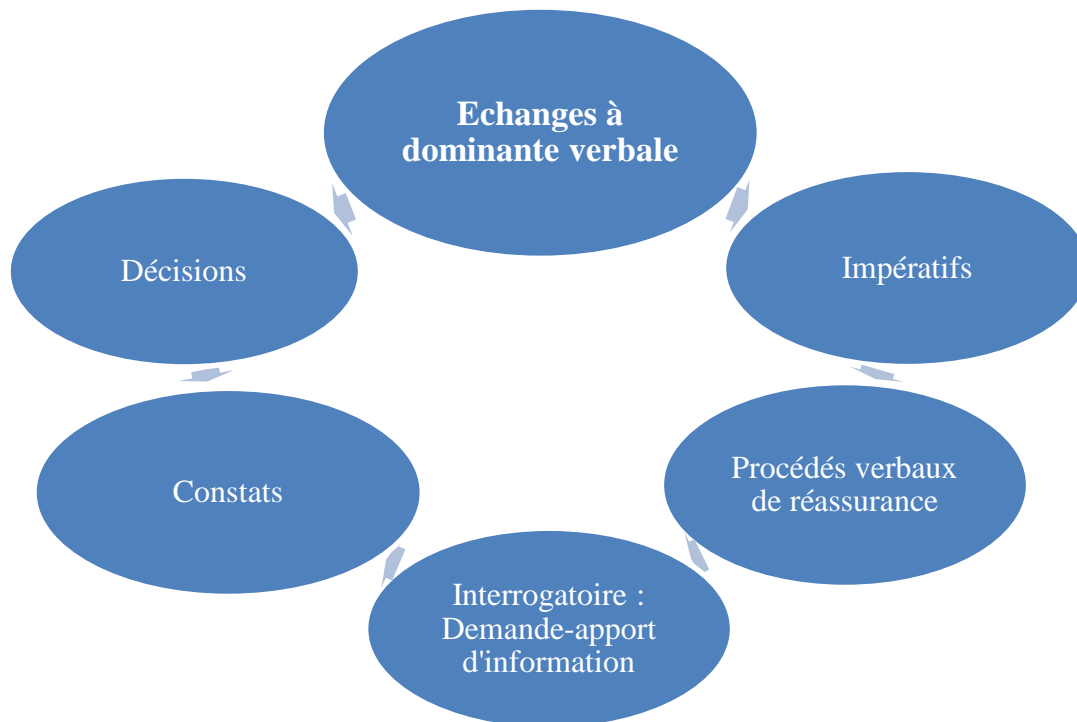 Echanges à
dominante verbale
Décisions
Impératifs
Constats
Procédés verbaux
de réassurance
Interrogatoire :
Demande-apport
d'information